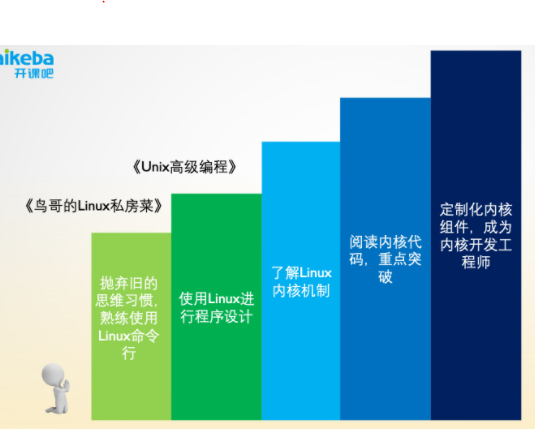 aikeba
开课吧
《Unix高级编程》
《鸟哥的Linux私房菜》
抛弃旧的
思维习惯,
熟练使用
Linux命令
行
使用Linux进
行程序设计
了解Linux
内核机制
阅读内核代
码，重点突
破
定制化内核
组件，成为
内核开发工
程师